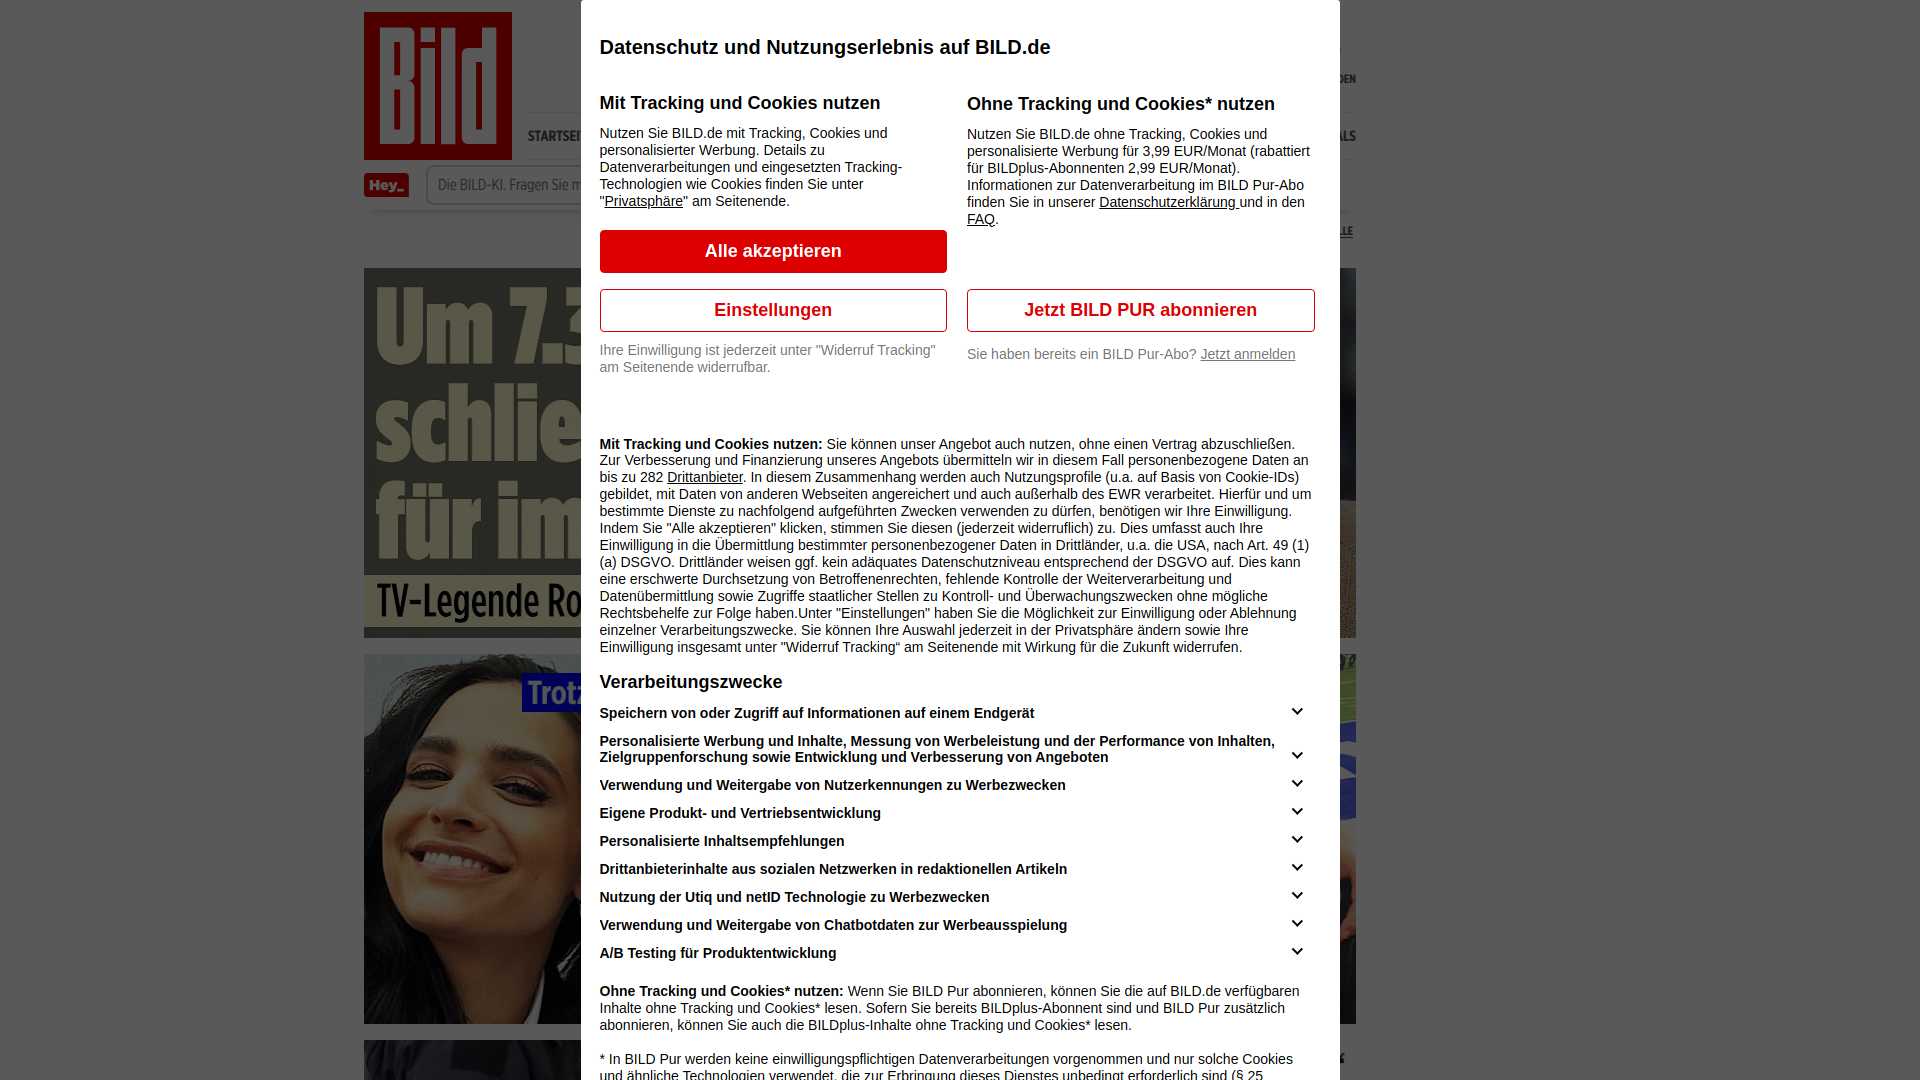 Bild
Datenschutz und Nutzungserlebnis auf BILD.de
DEN
Mit Tracking und Cookies nutzen
Nutzen Sie BILD.de mit Tracking, Cookies und
personalisierter Werbung. Details zu
Datenverarbeitungen und eingesetzten Tracking-
Technologien wie Cookies finden Sie unter
"Privatsphäre" am Seitenende.
Alle akzeptieren
Einstellungen
Ihre Einwilligung ist jederzeit unter "Widerruf Tracking"
am Seitenende widerrufbar.
Ohne Tracking und Cookies* nutzen
Nutzen Sie BILD.de ohne Tracking, Cookies und
personalisierte Werbung für 3,99 EUR/Monat (rabattiert
für BILDplus-Abonnenten 2,99 EUR/Monat).
Informationen zur Datenverarbeitung im BILD Pur-Abo
finden Sie in unserer Datenschutzerklärung und in den
FAQ.
Jetzt BILD PUR abonnieren
Sie haben bereits ein BILD Pur-Abo? Jetzt anmelden
STARTSEI
ALS
Hey_
Die BILD-KI. Fragen Sie m
LLE
Um 7.3
schlie
für im
TV-Legende Ro
Trotz
Mit Tracking und Cookies nutzen: Sie können unser Angebot auch nutzen, ohne einen Vertrag abzuschließen.
Zur Verbesserung und Finanzierung unseres Angebots übermitteln wir in diesem Fall personenbezogene Daten an
bis zu 282 Drittanbieter. In diesem Zusammenhang werden auch Nutzungsprofile (u.a. auf Basis von Cookie-IDs)
gebildet, mit Daten von anderen Webseiten angereichert und auch außerhalb des EWR verarbeitet. Hierfür und um
bestimmte Dienste zu nachfolgend aufgeführten Zwecken verwenden zu dürfen, benötigen wir Ihre Einwilligung.
Indem Sie "Alle akzeptieren" klicken, stimmen Sie diesen (jederzeit widerruflich) zu. Dies umfasst auch Ihre
Einwilligung in die Übermittlung bestimmter personenbezogener Daten in Drittländer, u.a. die USA, nach Art. 49 (1)
(a) DSGVO. Drittländer weisen ggf. kein adäquates Datenschutzniveau entsprechend der DSGVO auf. Dies kann
eine erschwerte Durchsetzung von Betroffenenrechten, fehlende Kontrolle der Weiterverarbeitung und
Datenübermittlung sowie Zugriffe staatlicher Stellen zu Kontroll- und Überwachungszwecken ohne mögliche
Rechtsbehelfe zur Folge haben.Unter "Einstellungen" haben Sie die Möglichkeit zur Einwilligung oder Ablehnung
einzelner Verarbeitungszwecke. Sie können Ihre Auswahl jederzeit in der Privatsphäre ändern sowie Ihre
Einwilligung insgesamt unter "Widerruf Tracking“ am Seitenende mit Wirkung für die Zukunft widerrufen.
Verarbeitungszwecke
Speichern von oder Zugriff auf Informationen auf einem Endgerät
Personalisierte Werbung und Inhalte, Messung von Werbeleistung und der Performance von Inhalten,
Zielgruppenforschung sowie Entwicklung und Verbesserung von Angeboten
Verwendung und Weitergabe von Nutzerkennungen zu Werbezwecken
Eigene Produkt- und Vertriebsentwicklung
Personalisierte Inhaltsempfehlungen
Drittanbieterinhalte aus sozialen Netzwerken in redaktionellen Artikeln
Nutzung der Utiq und netID Technologie zu Werbezwecken
Verwendung und Weitergabe von Chatbotdaten zur Werbeausspielung
A/B Testing für Produktentwicklung
Ohne Tracking und Cookies* nutzen: Wenn Sie BILD Pur abonnieren, können Sie die auf BILD.de verfügbaren
Inhalte ohne Tracking und Cookies* lesen. Sofern Sie bereits BILDplus-Abonnent sind und BILD Pur zusätzlich
abonnieren, können Sie auch die BILDplus-Inhalte ohne Tracking und Cookies* lesen.
* In BILD Pur werden keine einwilligungspflichtigen Datenverarbeitungen vorgenommen und nur solche Cookies
und ähnliche Technologien verwendet, die zur Erbringung dieses Dienstes unbedingt erforderlich sind (§ 25